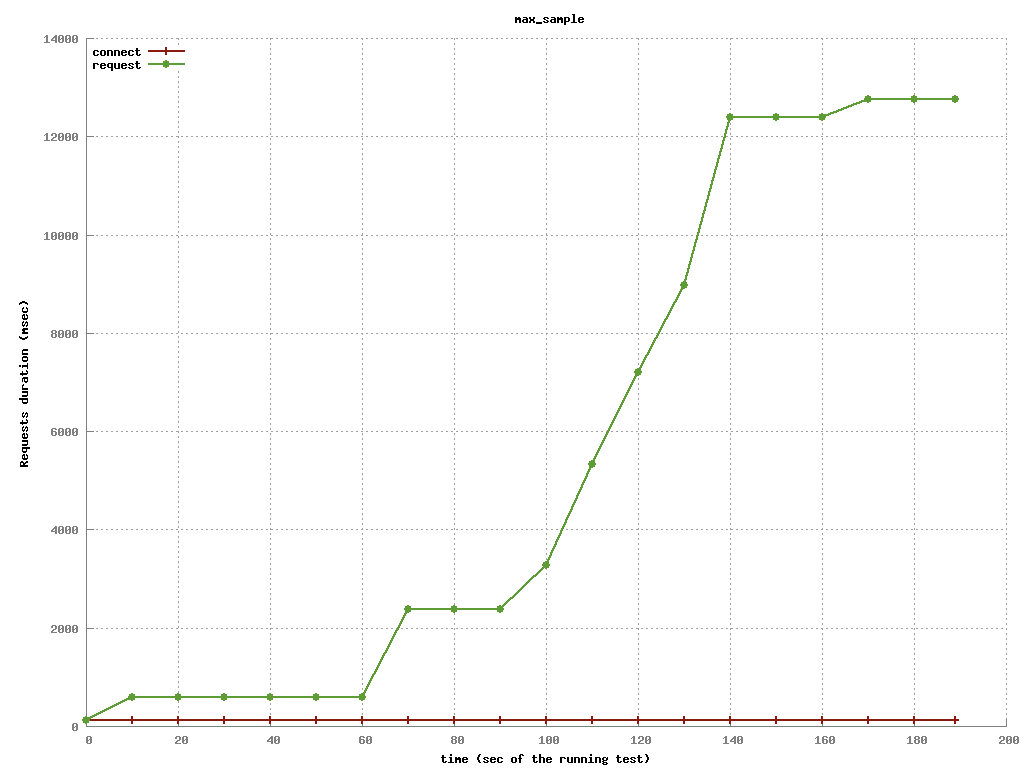 max_sample
14000
connect
request
12000
10000
8000
6000
4000
2000
0
Requests duration (msec)
0 20 40 60 80 100 120 140 160 180 200
time (sec of the running test)